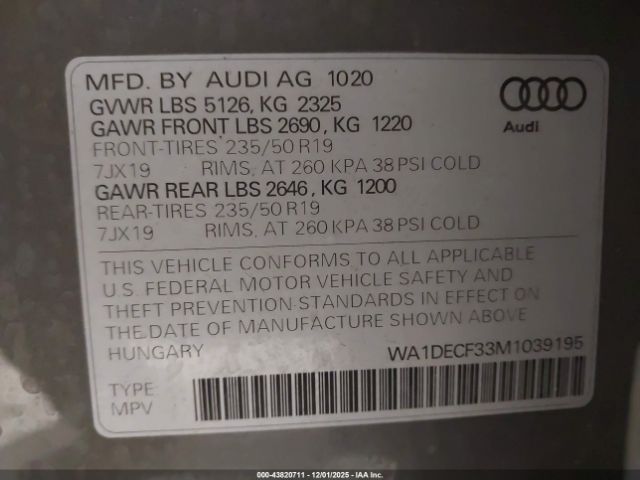 MFD. BY AUDI AG 1020
GVWR LBS 5126, KG 2325
GAWR FRONT LBS 2690, KG 1220
FRONT-TIRES 235/50 R19
7JX19 RIMS, AT 260 KPA 38 PSI COLD
GAWR REAR LBS 2646, KG 1200
REAR-TIRES 235/50 R19
7JX19 RIMS, AT 260 KPA 38 PSI COLD
Audi
THIS VEHICLE CONFORMS TO ALL APPLICABLE
U.S. FEDERAL MOTOR VEHICLE SAFETY AND
THEFT PREVENTION STANDARDS IN EFFECT ON
THE DATE OF MANUFACTURE SHOWN ABOVE
HUNGARY WA1DECF33M1039195
TYPE
MPV
000-43820711 - 12/01/2025 - IAA Inc.